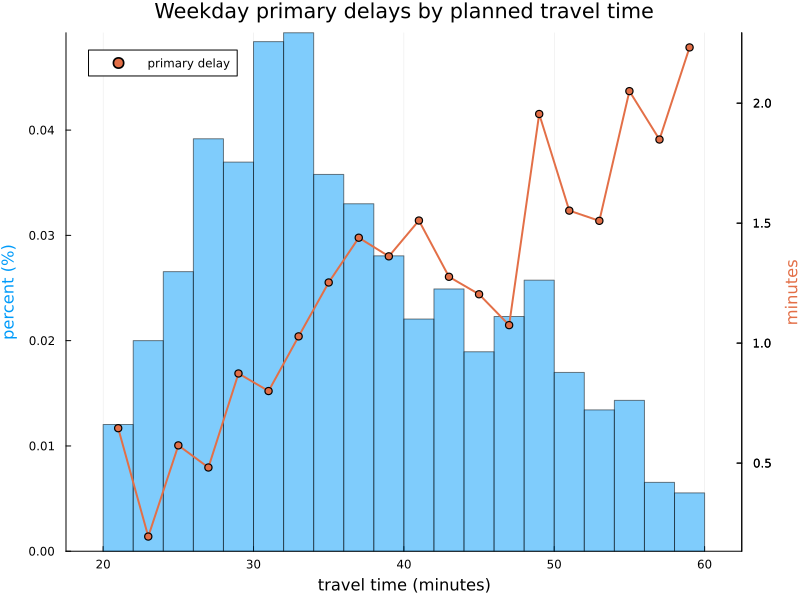 Weekday primary delays by planned travel time
primary delay
percent (%)
0.04
0.03
0.02
0.01
0.00
2.0
1.5
1.0
0.5
minutes
20 30 40 50 60
travel time (minutes)